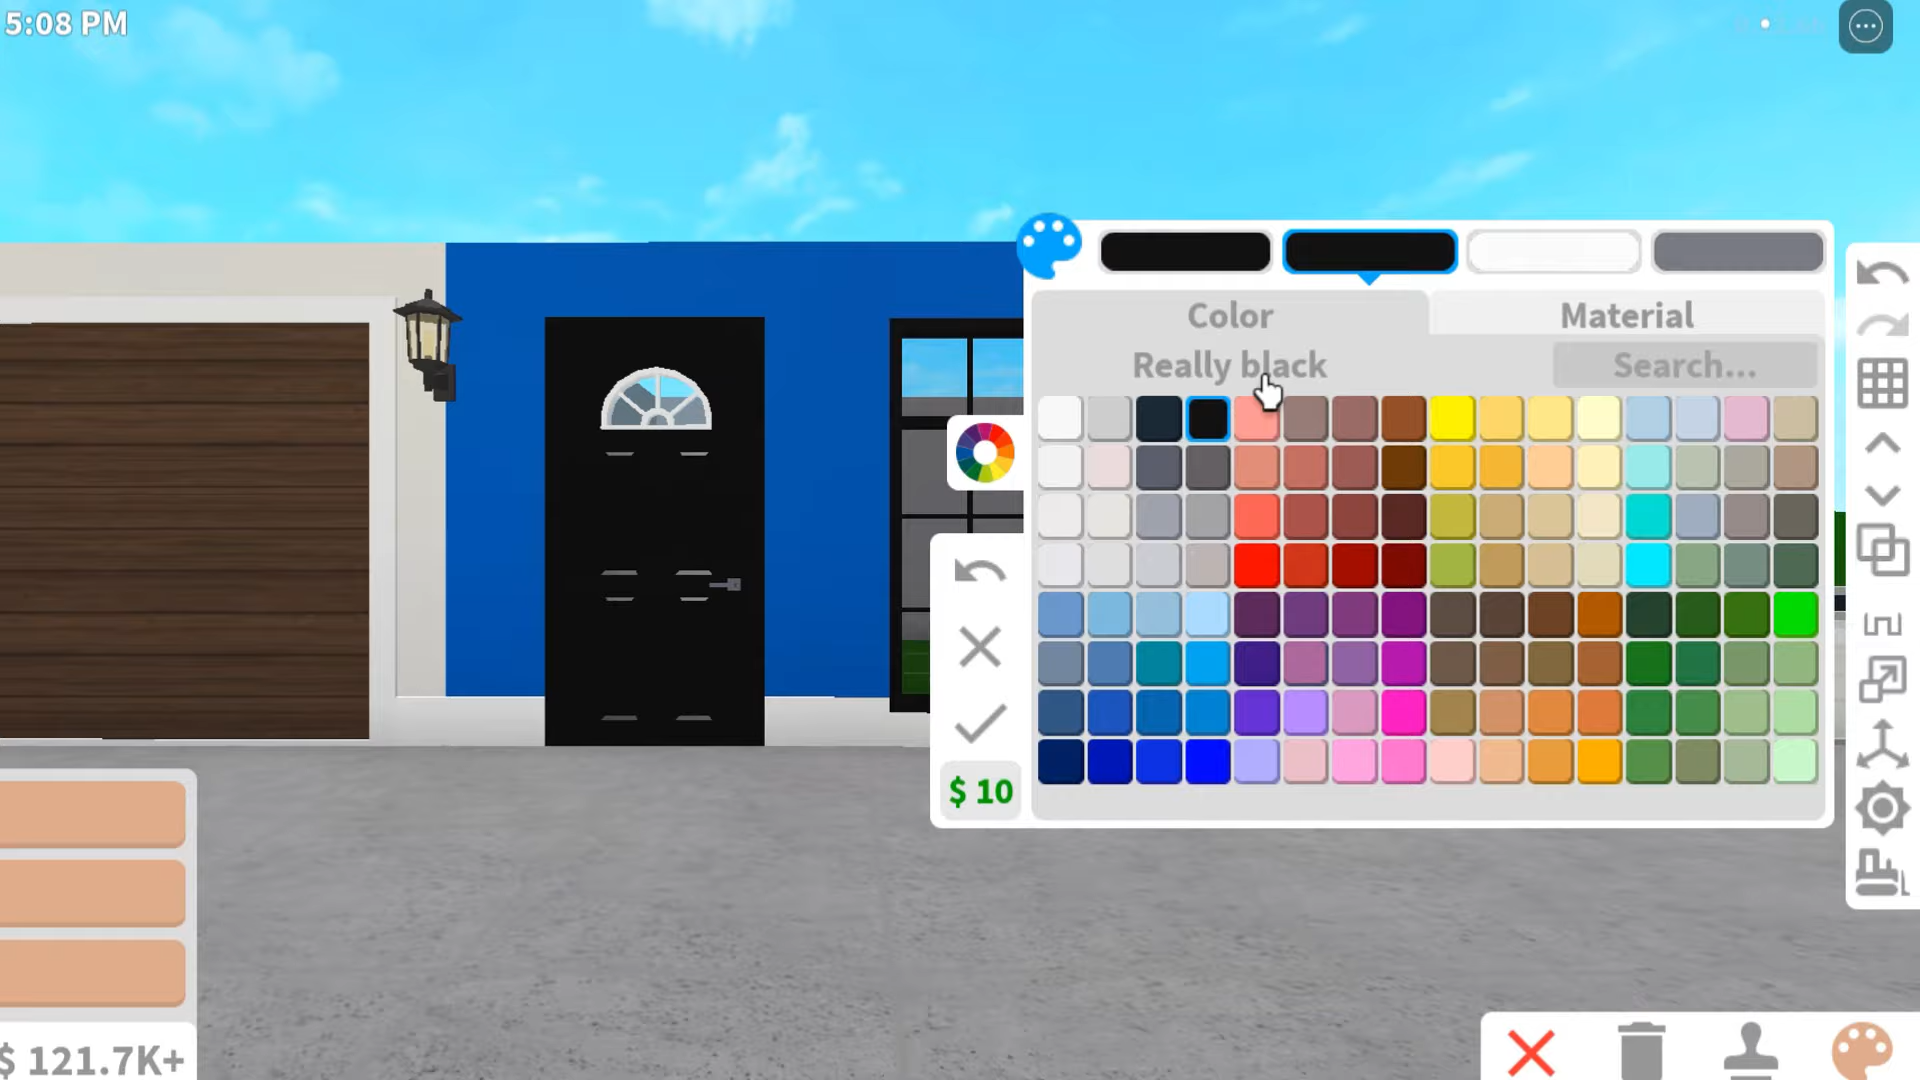 5:08 PM
Color
Material
Really black
Search...
$ 10
$ 121.7K+